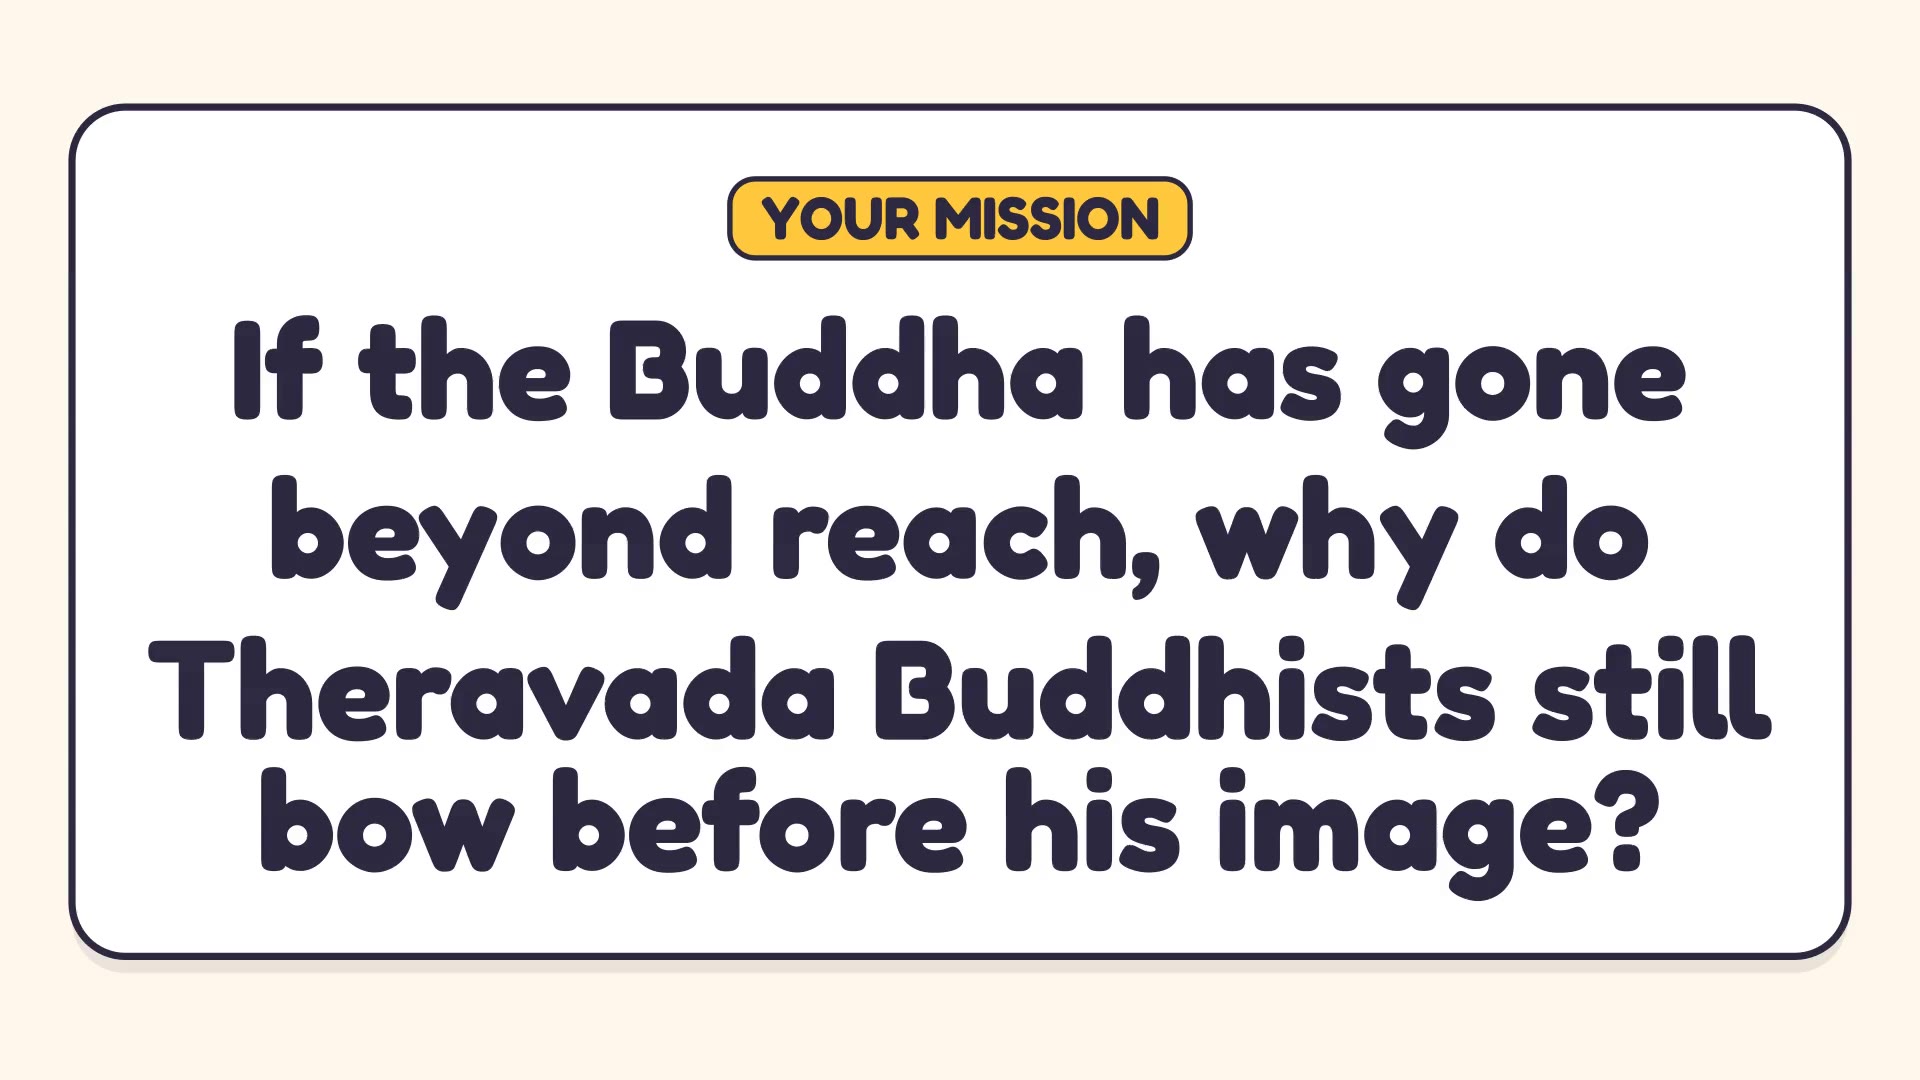 YOUR MISSION
If the Buddha has gone
beyond reach, why do
Theravada Buddhists still
bow before his image?